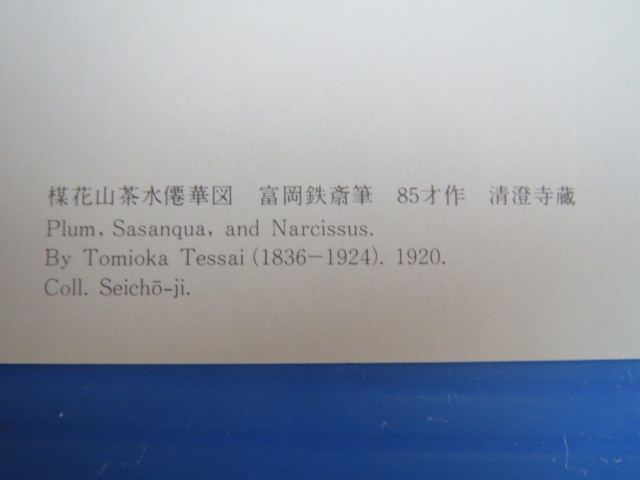 楳花山茶水僊華図　富岡鉄斎筆　85才作　清澄寺蔵
Plum, Sasanqua, and Narcissus.
By Tomioka Tessai (1836−1924). 1920.
Coll. Seichō-ji.